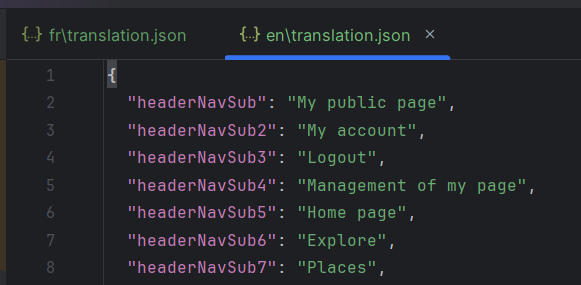 {...} fr\translation.json {...} en\translation.json ×
1 {
2 "headerNavSub": "My public page",
3 "headerNavSub2": "My account",
4 "headerNavSub3": "Logout",
5 "headerNavSub4": "Management of my page",
6 "headerNavSub5": "Home page",
7 "headerNavSub6": "Explore",
8 "headerNavSub7": "Places",